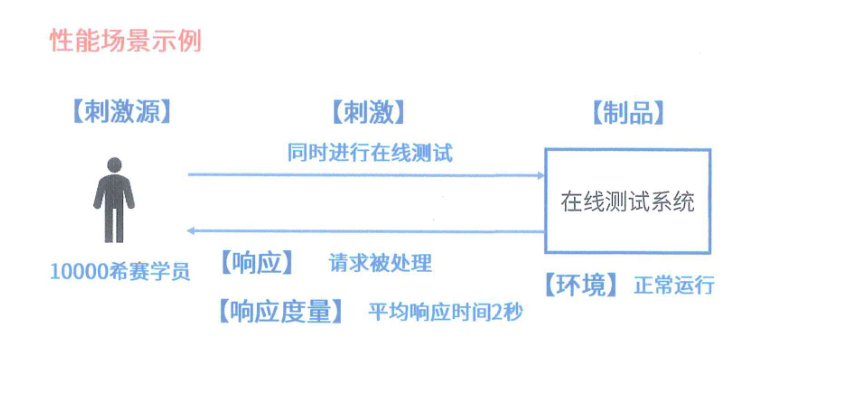 性能场景示例
【刺激源】
【刺激】
【制品】
同时进行在线测试
在线测试系统
10000希赛学员
【响应】 请求被处理
【环境】 正常运行
【响应度量】 平均响应时间2秒